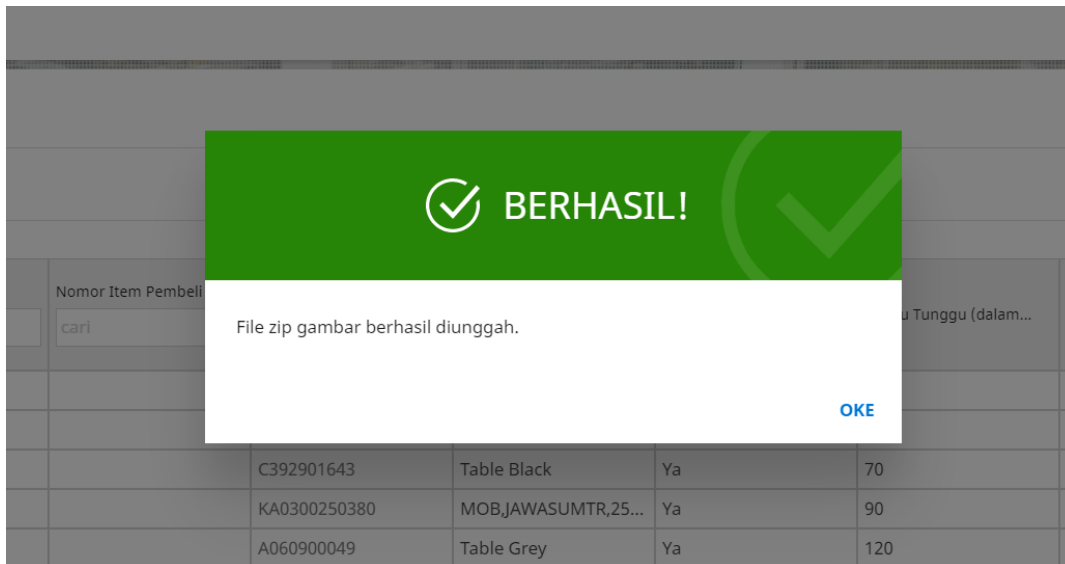 BERHASIL!
File zip gambar berhasil diunggah.
OKE
Nomor Item Pembeli
cari
u Tunggu (dalam...
C392901643 Table Black Ya 70
KA0300250380 MOB,JAWASUMTR,25... Ya 90
A060900049 Table Grey Ya 120